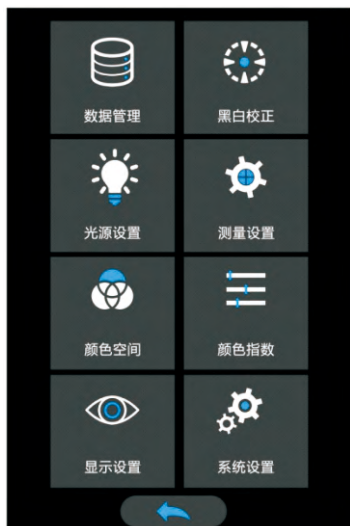 数据管理
黑白校正
光源设置
测量设置
颜色空间
颜色指数
显示设置
系统设置